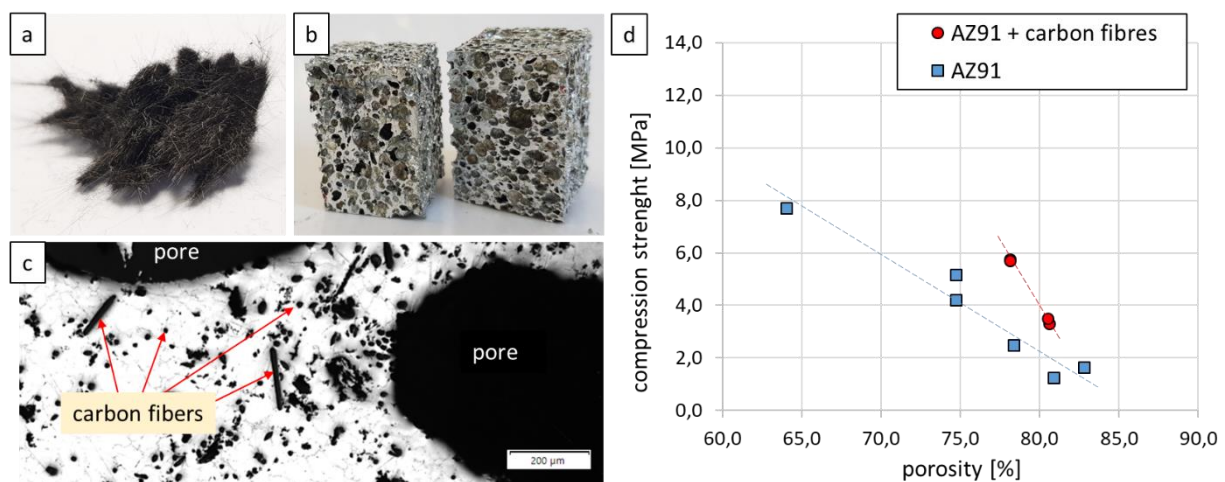 a
b
d
AZ91 + carbon fibres
AZ91
c
pore
pore
carbon fibers
200 µm
compression strenght [MPa]
14,0
12,0
10,0
8,0
6,0
4,0
2,0
0,0
60,0 65,0 70,0 75,0 80,0 85,0 90,0
porosity [%]